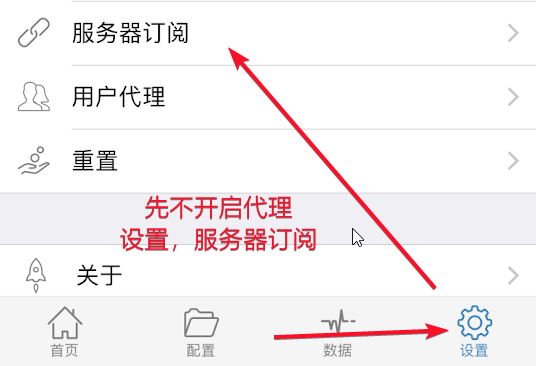 服务器订阅
用户代理
重置
先不开启代理
设置，服务器订阅
关于
首页
配置
数据
设置